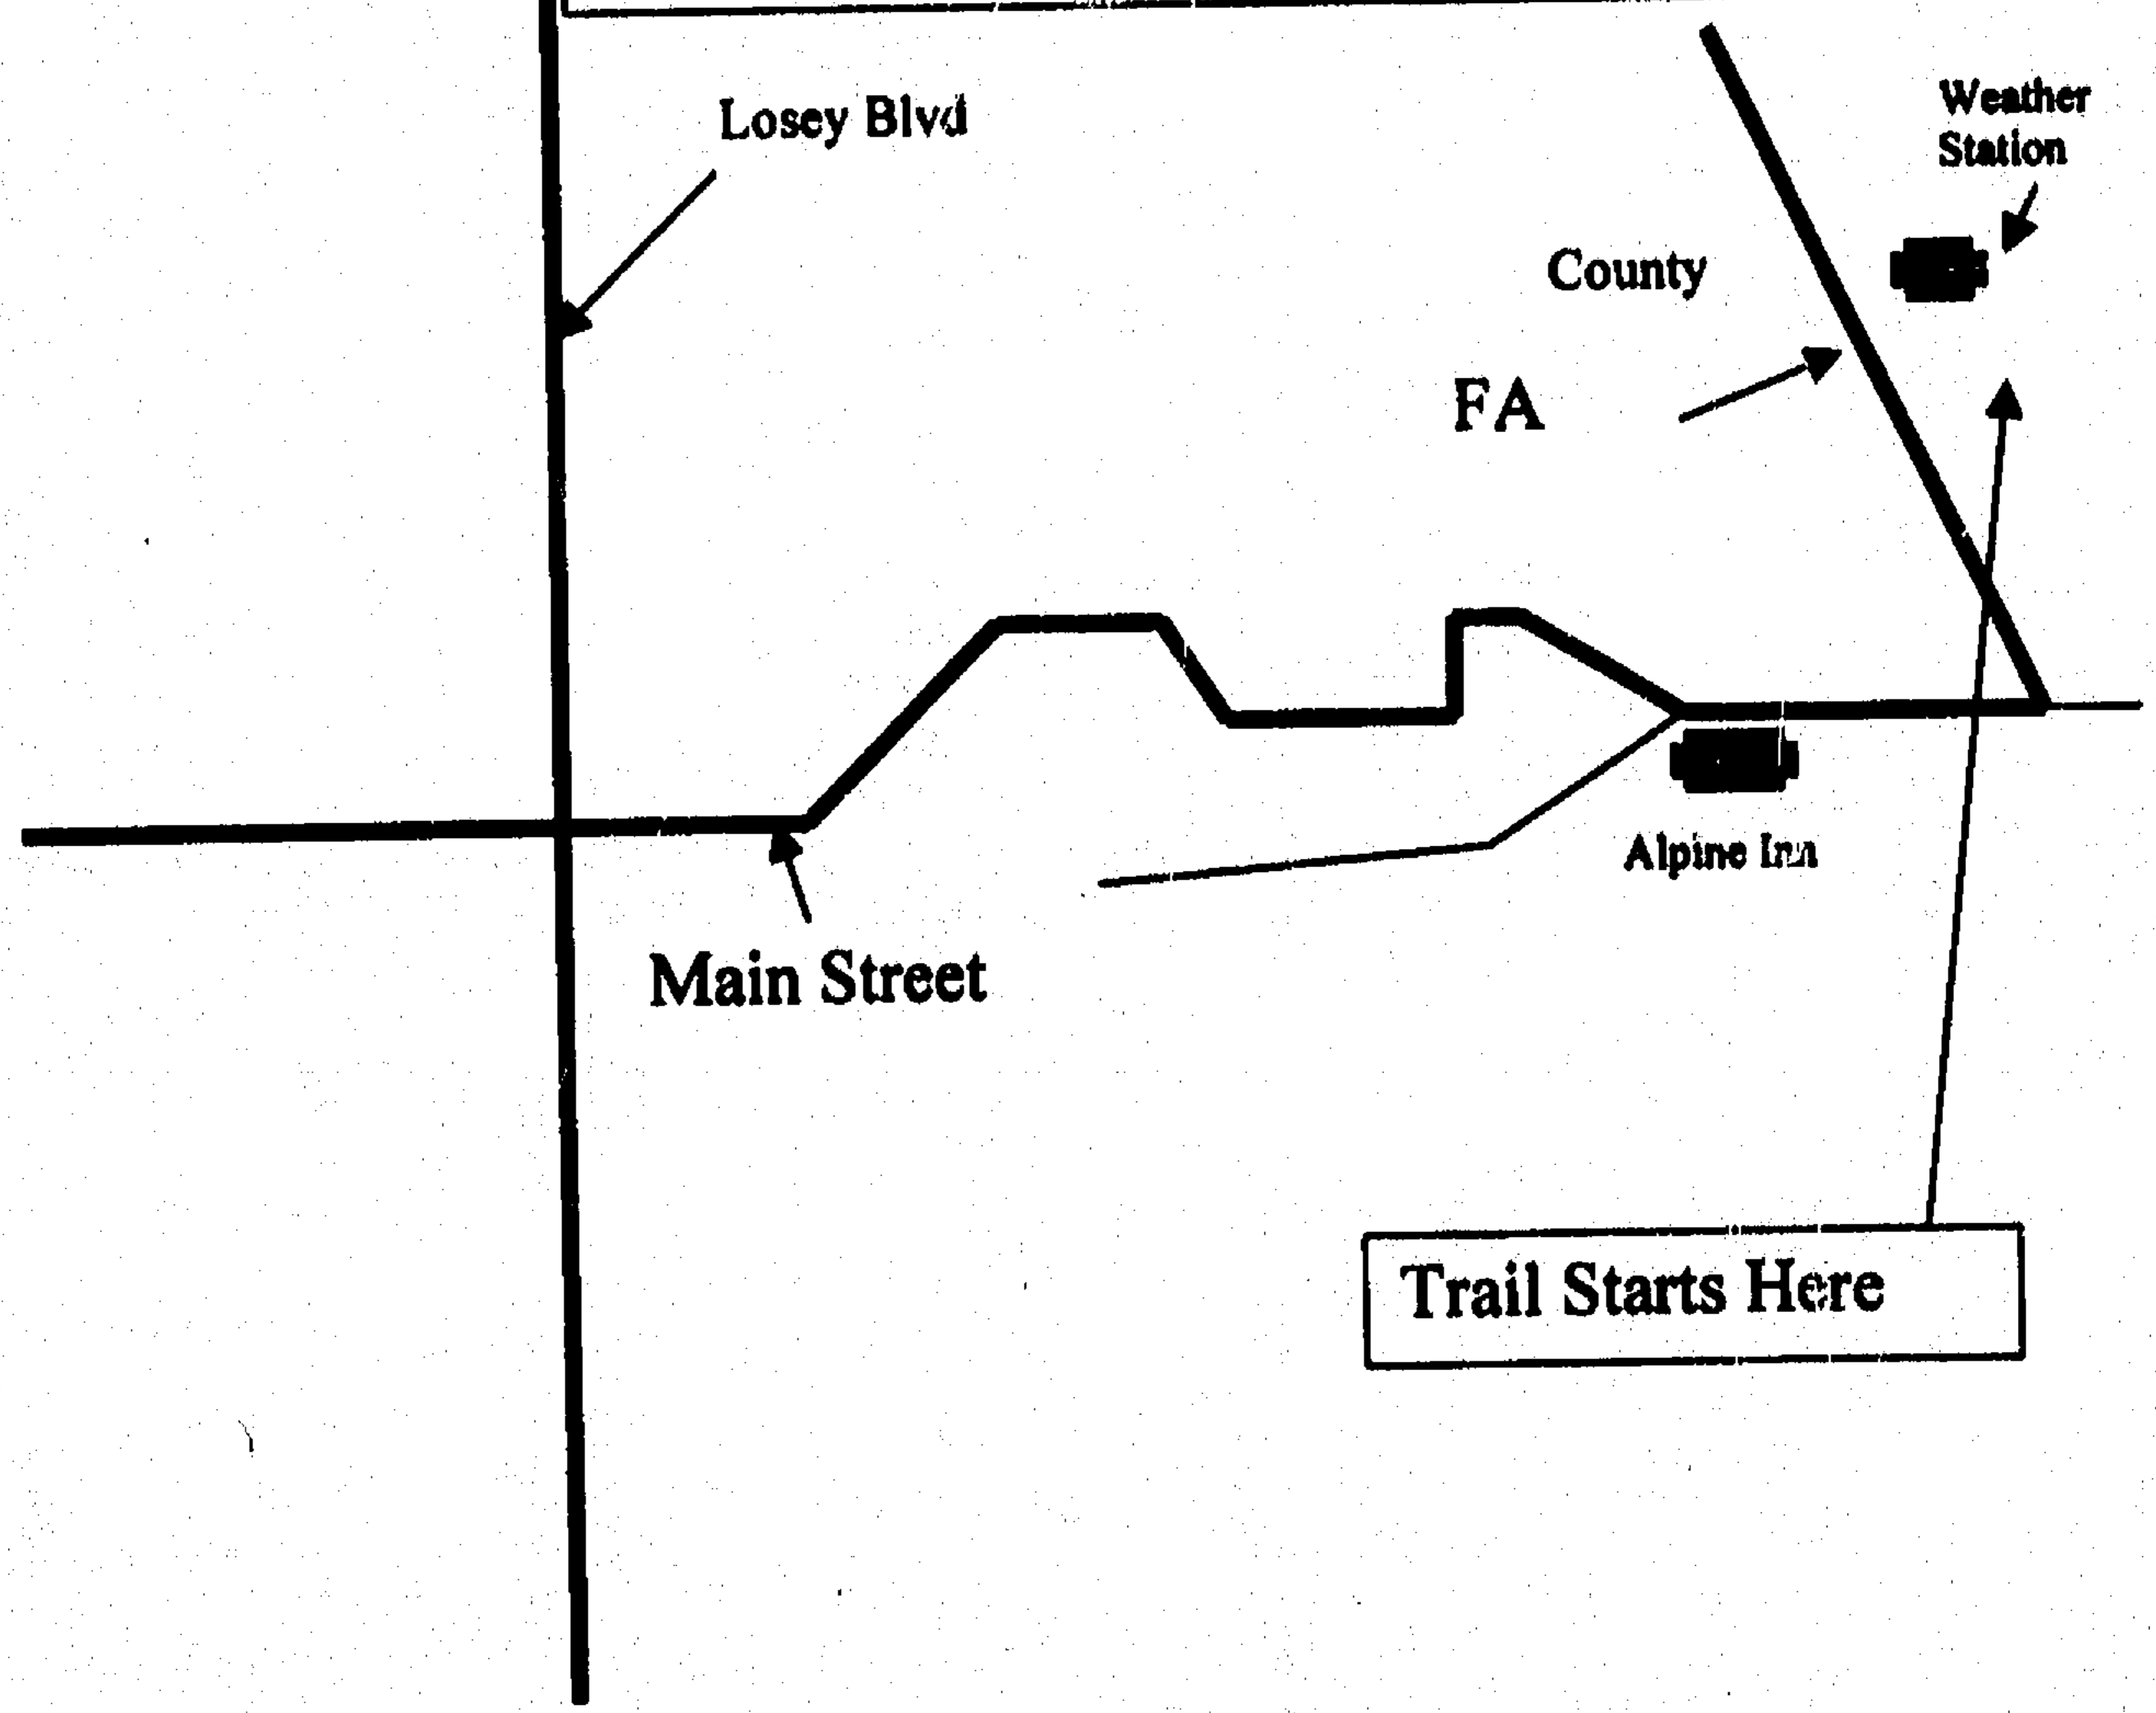 Losey Blvd
Weather
Station
County
FA
Alpine Inn
Main Street
Trail Starts Here